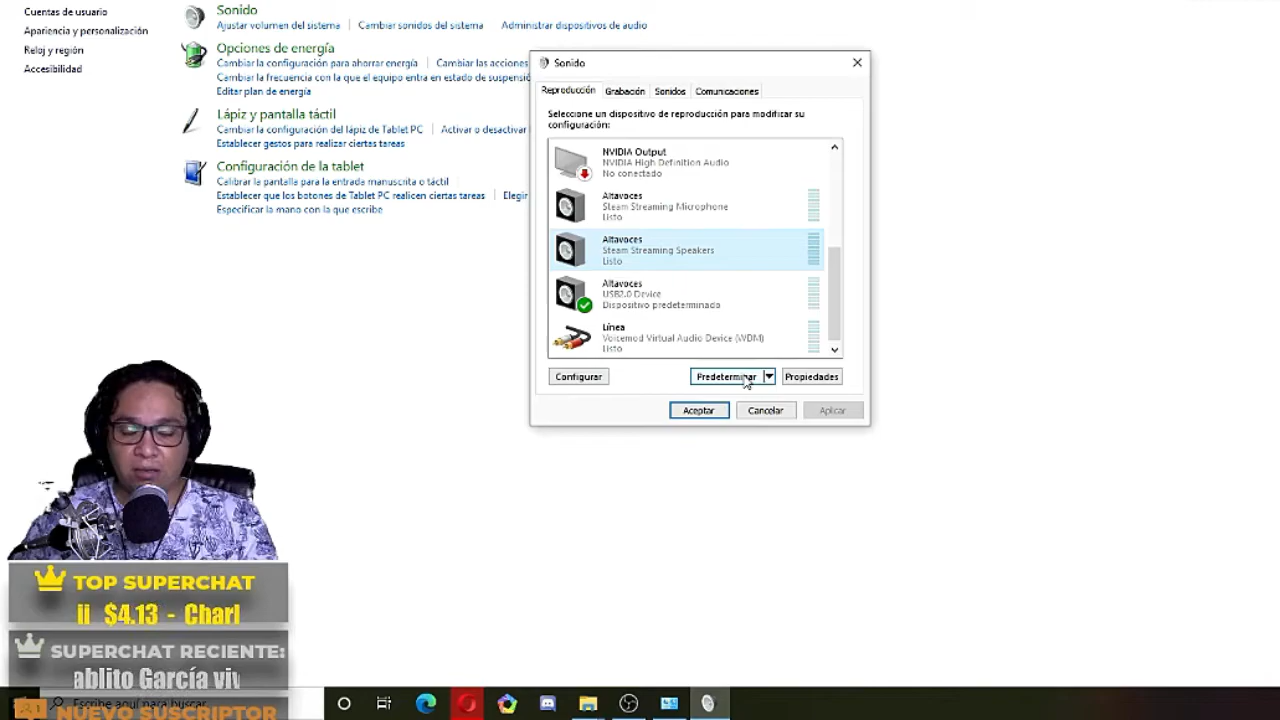 Cuentas de usuario
Apariencia y personalización
Reloj y región
Accesibilidad
Sonido
Ajustar volumen del sistema
Cambiar sonidos del sistema
Administrar dispositivos de audio
Opciones de energía
Cambiar la configuración para ahorrar energía
Cambiar las acciones
Cambiar la frecuencia con la que el equipo entra en estado de suspensió
Editar plan de energía
Lápiz y pantalla táctil
Cambiar la configuración del lápiz de Tablet PC
Activar o desactivar
Establecer gestos para realizar ciertas tareas
Configuración de la tablet
Calibrar la pantalla para la entrada manuscrita o táctil
Establecer que los botones de Tablet PC realicen ciertas tareas
Elegir
Especificar la mano con la que escribe
Sonido
Reproducción
Grabación
Sonidos
Comunicaciones
Seleccione un dispositivo de reproducción para modificar su
configuración:
NVIDIA Output
NVIDIA High Definition Audio
No conectado
Altavoces
Steam Streaming Microphone
Listo
Altavoces
Steam Streaming Speakers
Listo
Altavoces
USB2.0 Device
Dispositivo predeterminado
Línea
Voicemod Virtual Audio Device (WDM)
Listo
Configurar
Predeterminar
Propiedades
Aceptar
Cancelar
Aplicar
TOP SUPERCHAT
ii $4.13 - Charl
SUPERCHAT RECIENTE:
ablito García viv
Escribe aquí para buscar.
NUEVO SUSCRIPTOR